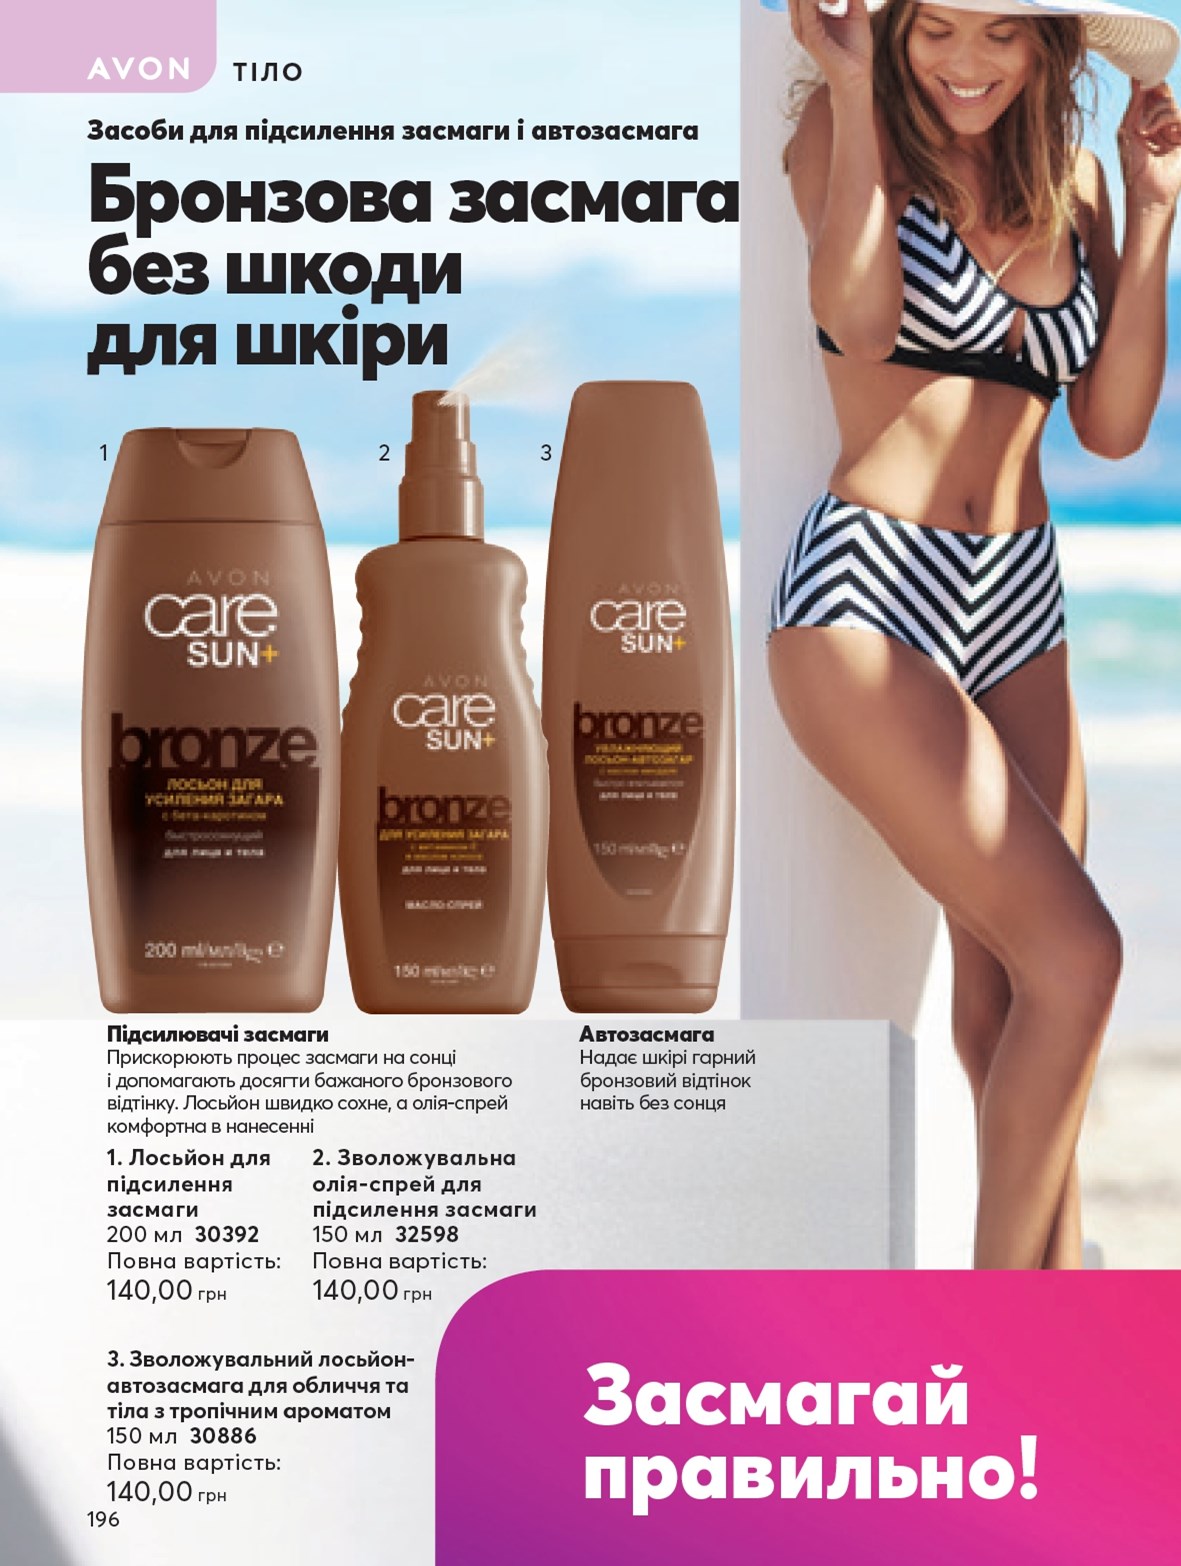 AVON
ТІЛО
Засоби для підсилення засмаги і автозасмага
Бронзова засмага
без шкоди
для шкіри
1
2
3
AVON
care
SUN+
bronze
ЛОСЬОН ДЛЯ
УСИЛЕНИЯ ЗАГАРА
с бета-каротином
быстросохнущий
для лица и тела
200 ml/мл/
AVON
care
SUN+
bronze
ДЛЯ УСИЛЕНИЯ ЗАГАРА
с витамином Е
и маслом кокоса
для лица и тела
МАСЛО-СПРЕЙ
150 ml/мл/
AVON
care
SUN+
bronze
УВЛАЖНЯЮЩИЙ
ЛОСЬОН-АВТОЗАГАР
для лица и тела
150 ml/мл/
Підсилювачі засмаги
Прискорюють процес засмаги на сонці
і допомагають досягти бажаного бронзового
відтінку. Лосьйон швидко сохне, а олія-спрей
комфортна в нанесенні
Автозасмага
Надає шкірі гарний
бронзовий відтінок
навіть без сонця
1. Лосьйон для
підсилення
засмаги
200 мл 30392
Повна вартість:
140,00 грн
2. Зволожувальна
олія-спрей для
підсилення засмаги
150 мл 32598
Повна вартість:
140,00 грн
3. Зволожувальний лосьйон-
автозасмага для обличчя та
тіла з тропічним ароматом
150 мл 30886
Повна вартість:
140,00 грн
Засмагай
правильно!
196